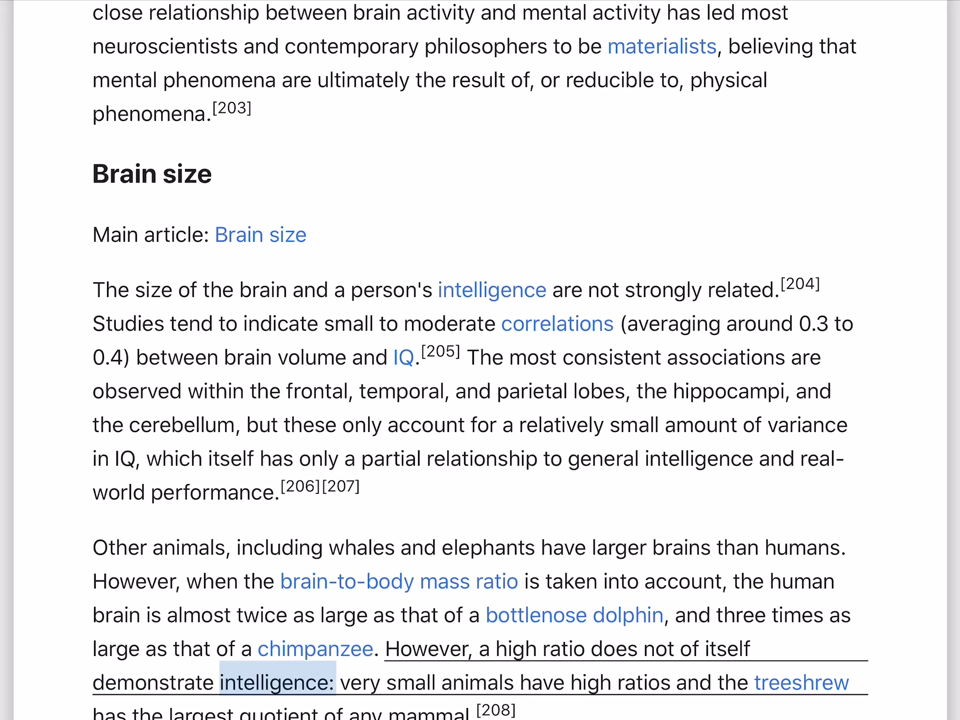 close relationship between brain activity and mental activity has led most
neuroscientists and contemporary philosophers to be materialists, believing that
mental phenomena are ultimately the result of, or reducible to, physical
phenomena.[203]
Brain size
Main article: Brain size
The size of the brain and a person's intelligence are not strongly related.[204]
Studies tend to indicate small to moderate correlations (averaging around 0.3 to
0.4) between brain volume and IQ.[205] The most consistent associations are
observed within the frontal, temporal, and parietal lobes, the hippocampi, and
the cerebellum, but these only account for a relatively small amount of variance
in IQ, which itself has only a partial relationship to general intelligence and real-
world performance.[206][207]
Other animals, including whales and elephants have larger brains than humans.
However, when the brain-to-body mass ratio is taken into account, the human
brain is almost twice as large as that of a bottlenose dolphin, and three times as
large as that of a chimpanzee. However, a high ratio does not of itself
demonstrate intelligence: very small animals have high ratios and the treeshrew
has the largest quotient of any mammal.[208]